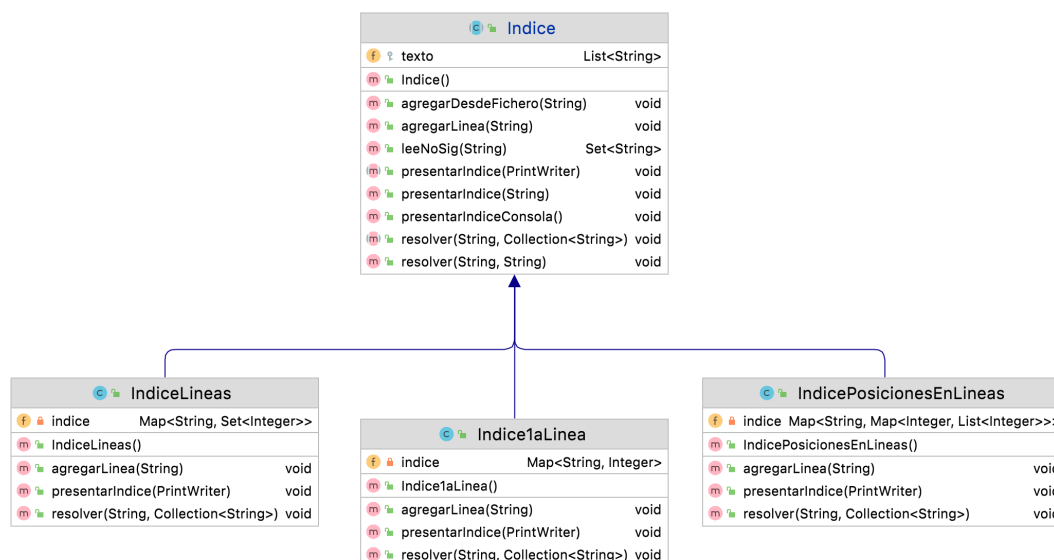 Indice
texto List<String>
Indice()
agregarDesdeFichero(String) void
agregarLinea(String) void
leeNoSig(String) Set<String>
presentarIndice(PrintWriter) void
presentarIndice(String) void
presentarIndiceConsola() void
resolver(String, Collection<String>) void
resolver(String, String) void
IndiceLineas
indice Map<String, Set<Integer>>
IndiceLineas()
agregarLinea(String) void
presentarIndice(PrintWriter) void
resolver(String, Collection<String>) void
Indice1aLinea
indice Map<String, Integer>
Indice1aLinea()
agregarLinea(String) void
presentarIndice(PrintWriter) void
resolver(String, Collection<String>) void
IndicePosicionesEnLineas
indice Map<String, Map<Integer, List<Integer>>>
IndicePosicionesEnLineas()
agregarLinea(String) void
presentarIndice(PrintWriter) void
resolver(String, Collection<String>) void